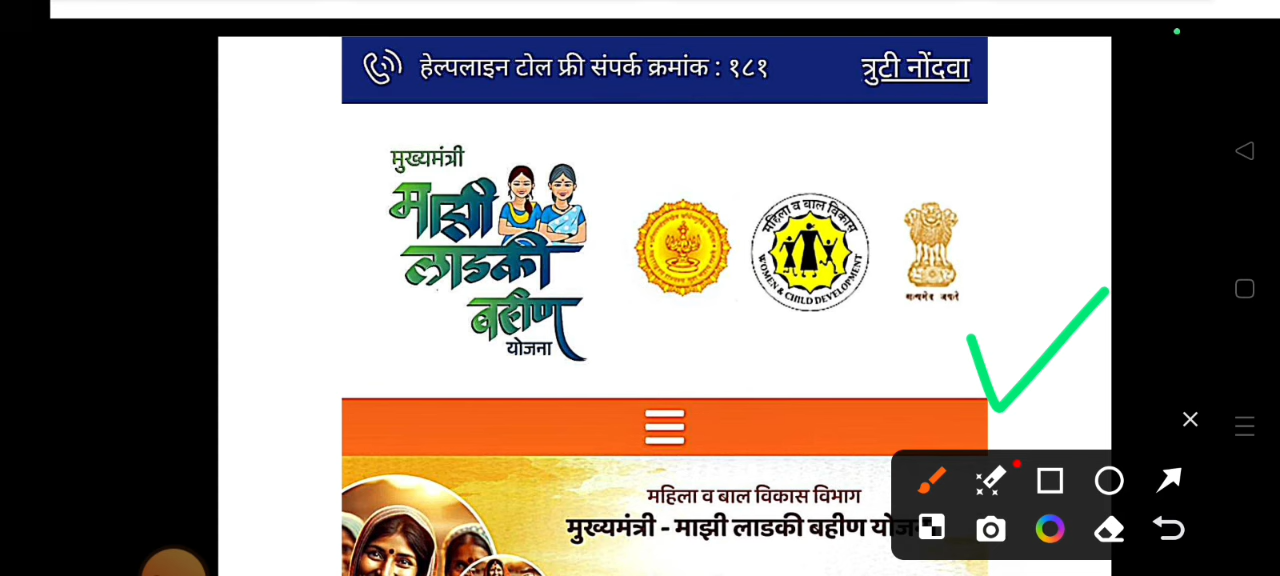 हेल्पलाइन टोल फ्री संपर्क क्रमांक : १८१
त्रुटी नोंदवा
मुख्यमंत्री
माझी
लाडकी
बहीण
योजना
महिला व बाल विकास
WOMEN & CHILD DEVELOPMENT
सत्यमेव जयते
महिला व बाल विकास विभाग
मुख्यमंत्री - माझी लाडकी बहीण